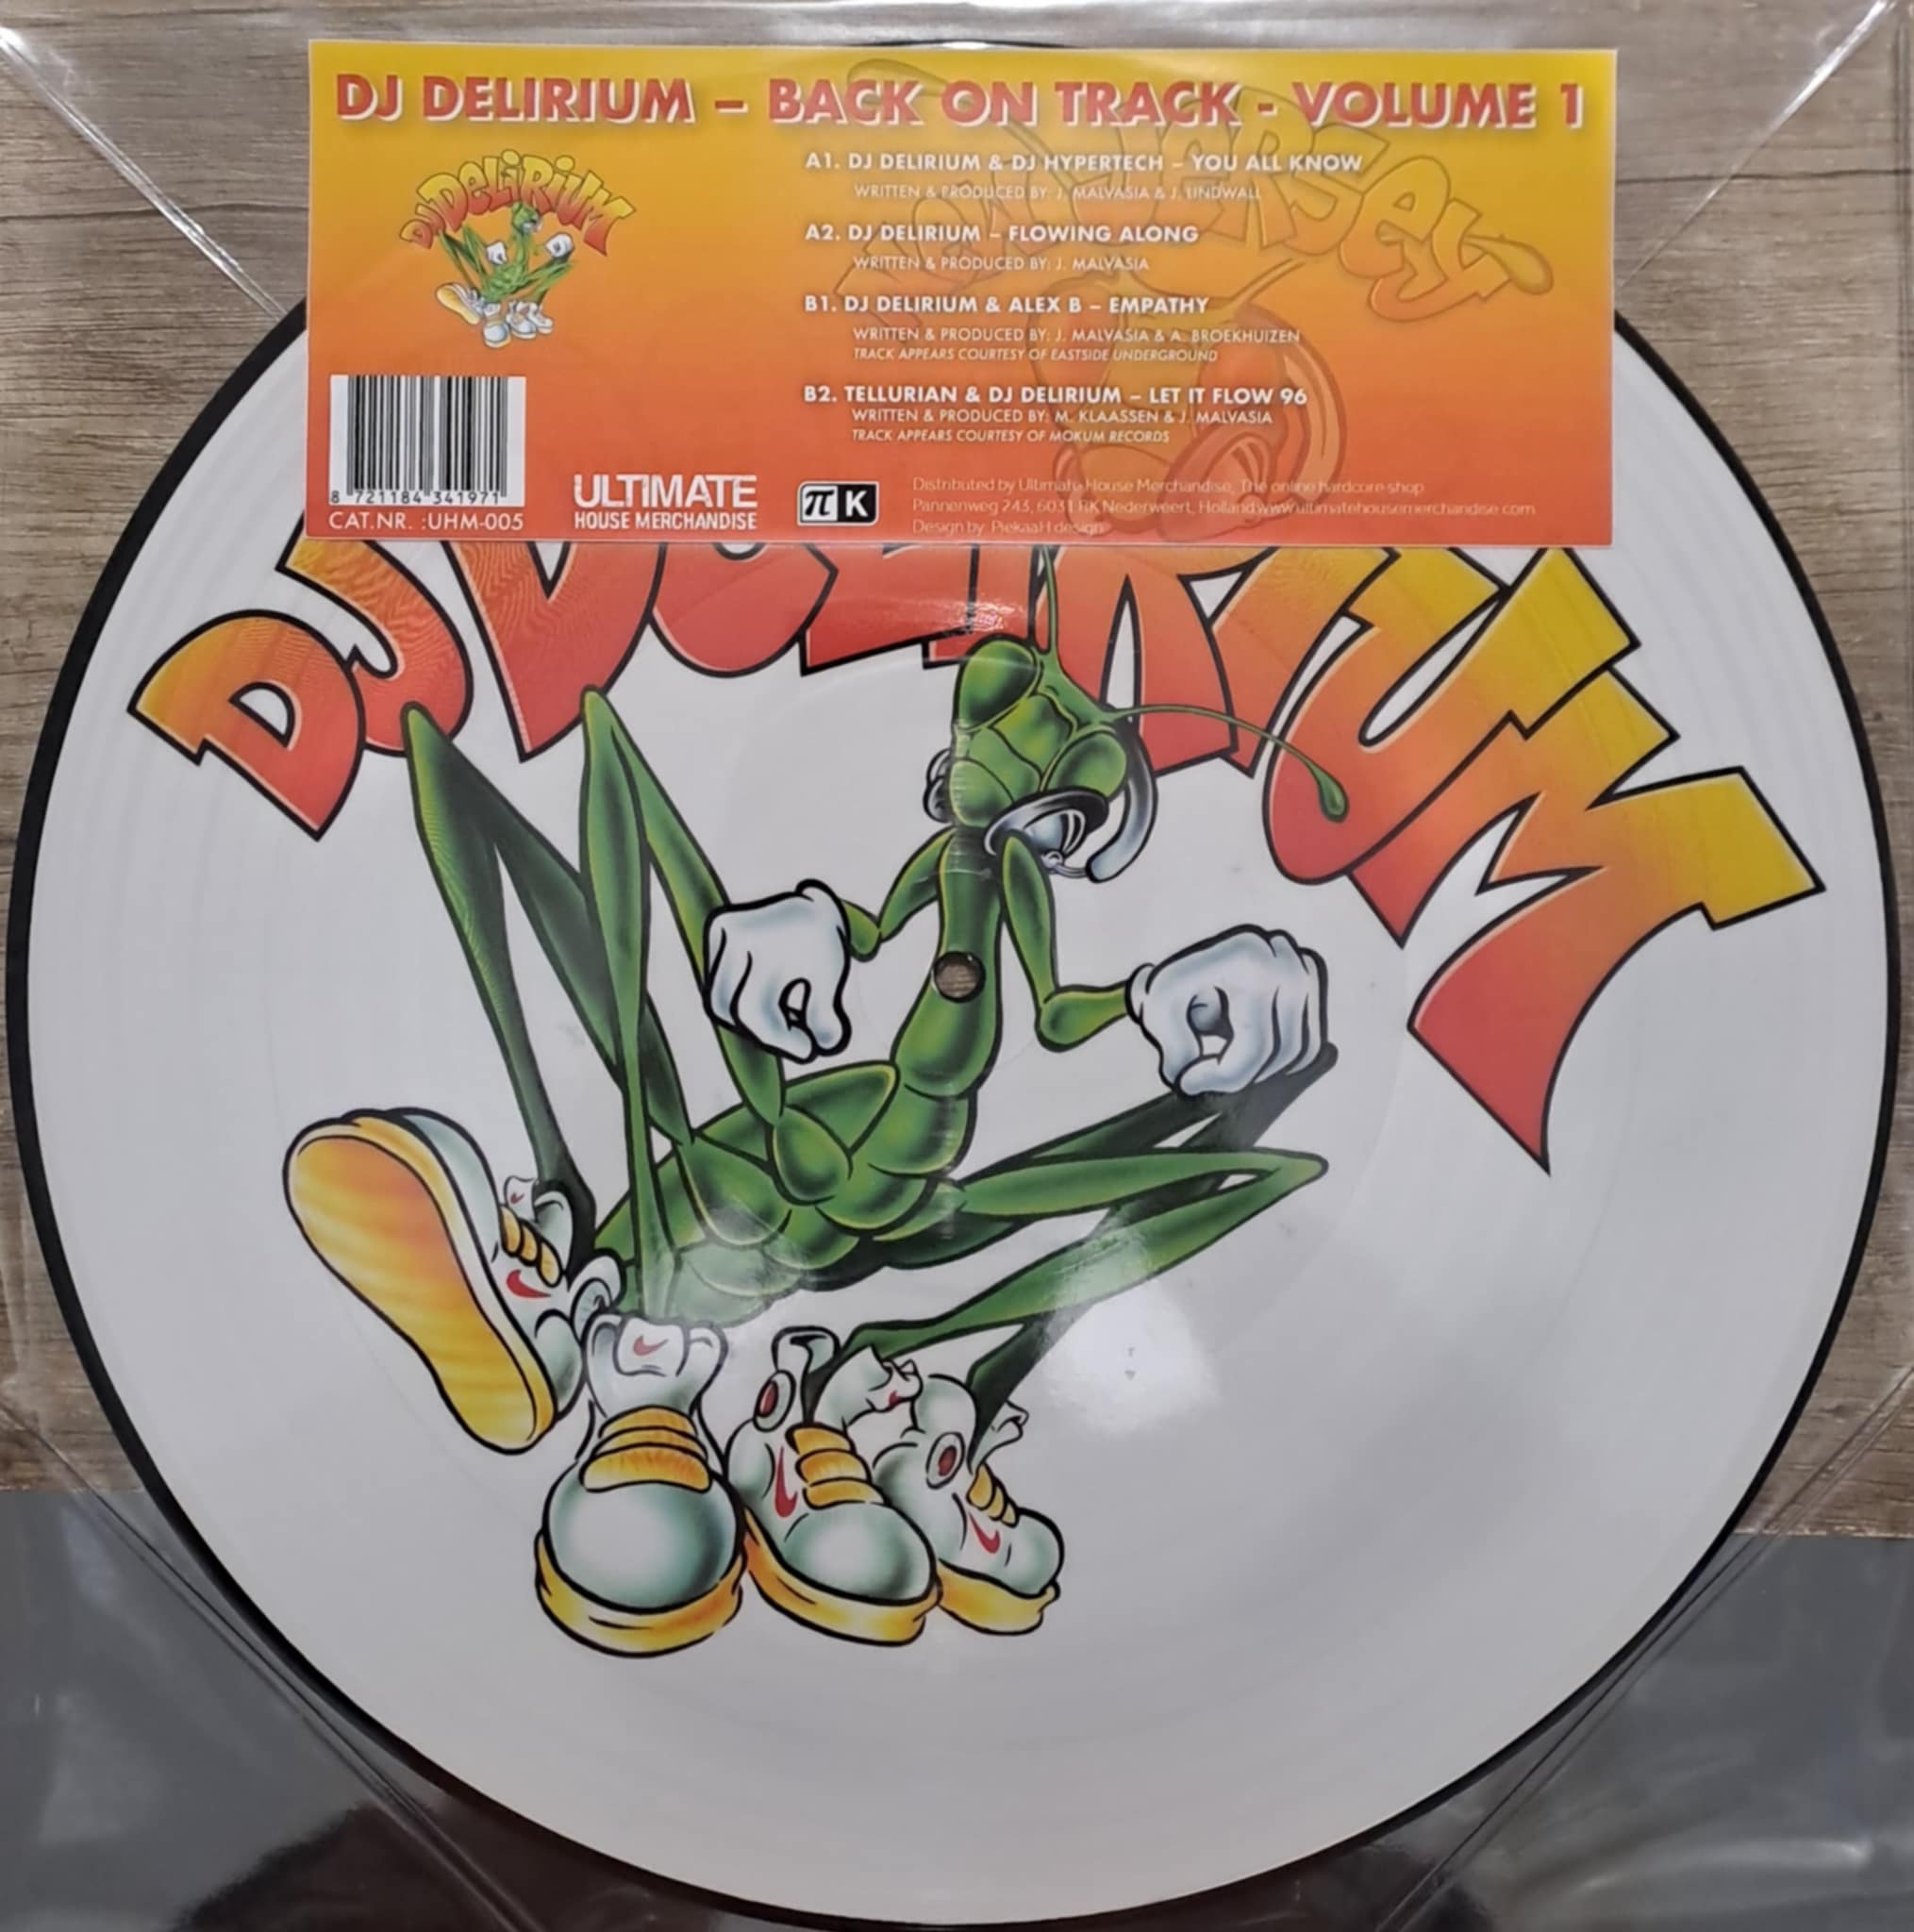 DJ DELIRIUM – BACK ON TRACK - VOLUME 1
DJ DELIRIUM
A1. DJ DELIRIUM & DJ HYPERTECH – YOU ALL KNOW
WRITTEN & PRODUCED BY: J. MALVASIA & J. LINDWALL
A2. DJ DELIRIUM – FLOWING ALONG
WRITTEN & PRODUCED BY: J. MALVASIA
B1. DJ DELIRIUM & ALEX B – EMPATHY
WRITTEN & PRODUCED BY: J. MALVASIA & A. BROEKHUIZEN
TRACK APPEARS COURTESY OF EASTSIDE UNDERGROUND
B2. TELLURIAN & DJ DELIRIUM – LET IT FLOW 96
WRITTEN & PRODUCED BY: M. KLAASSEN & J. MALVASIA
TRACK APPEARS COURTESY OF MOKUM RECORDS
8 721184 341971
CAT.NR. :UHM-005
ULTIMATE
HOUSE MERCHANDISE
π K
Distributed by Ultimate House Merchandise, The online hardcore shop
Pannenweg 243, 6031 RK Nederweert, Holland www.ultimatehousemerchandise.com
Design by: PiekaaH design
JERSEY
DJ DELIRIUM